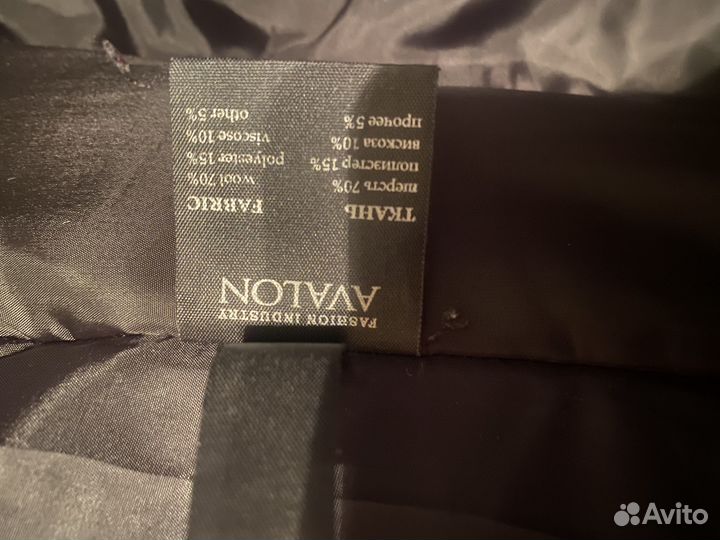 FASHION INDUSTRY
AVALON
ТКАНЬ FABRIC
шерсть 70% wool 70%
полиэстер 15% polyester 15%
вискоза 10% viscose 10%
прочее 5% other 5%
Avito